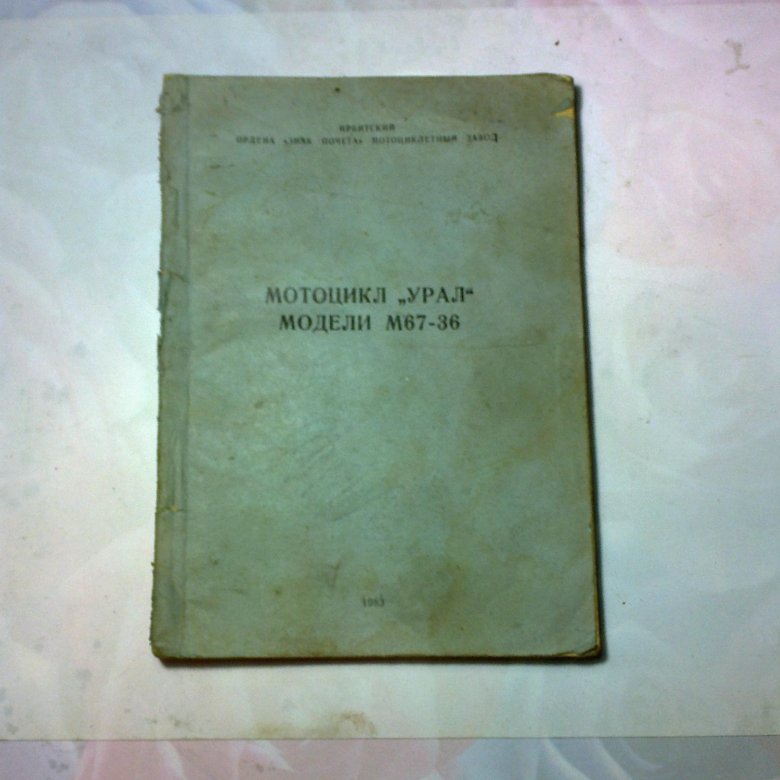 ИРБИТСКИЙ
ОРДЕНА «ЗНАК ПОЧЕТА» МОТОЦИКЛЕТНЫЙ ЗАВОД
МОТОЦИКЛ „УРАЛ“
МОДЕЛИ М67-36
1983